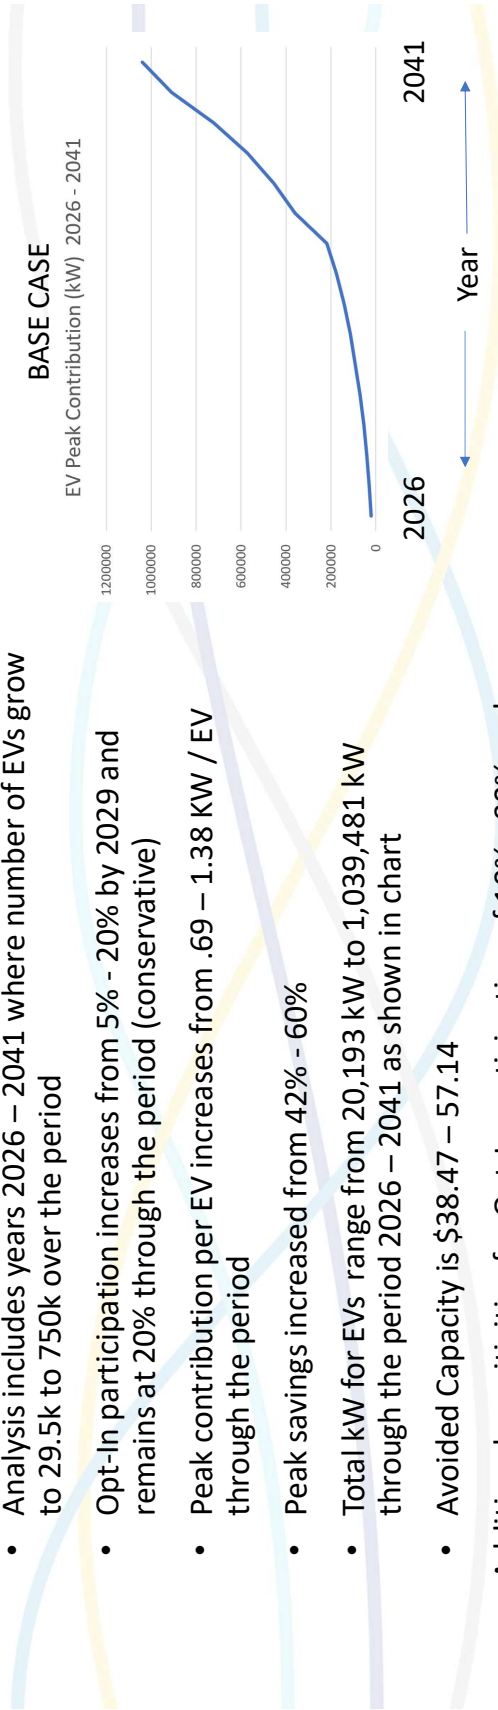 • Analysis includes years 2026 – 2041 where number of EVs grow
to 29.5k to 750k over the period
• Opt-In participation increases from 5% - 20% by 2029 and
remains at 20% through the period (conservative)
• Peak contribution per EV increases from .69 – 1.38 KW / EV
through the period
• Peak savings increased from 42% - 60%
• Total kW for EVs range from 20,193 kW to 1,039,481 kW
through the period 2026 – 2041 as shown in chart
• Avoided Capacity is $38.47 – 57.14
BASE CASE
EV Peak Contribution (kW) 2026 - 2041
1200000
1000000
800000
600000
400000
200000
0
2026
2041
Year